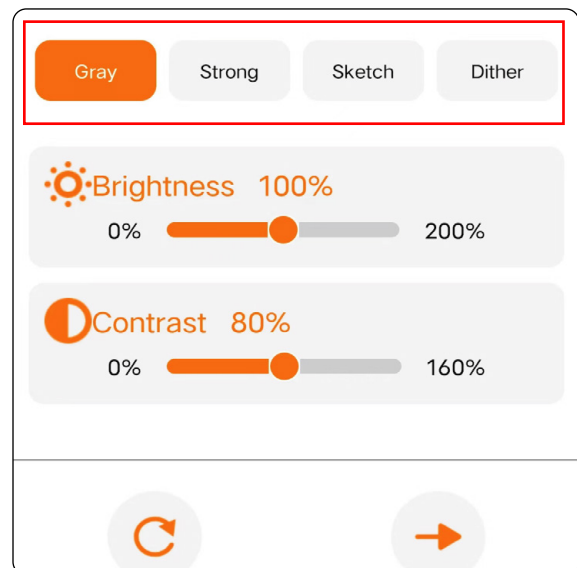 Gray Strong Sketch Dither
Brightness 100%
0% 200%
Contrast 80%
0% 160%